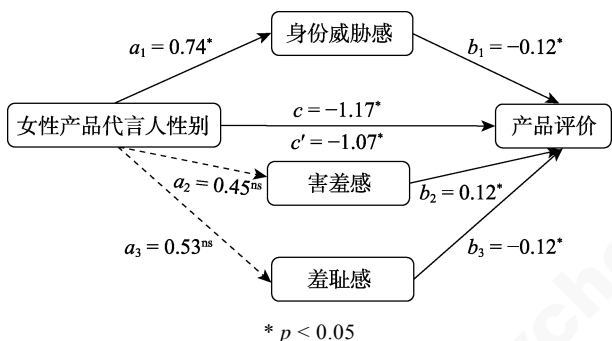 身份威胁感
a₁ = 0.74*
b₁ = −0.12*
女性产品代言人性别
c = −1.17*
c′ = −1.07*
产品评价
a₂ = 0.45ⁿˢ
害羞感
b₂ = 0.12*
a₃ = 0.53ⁿˢ
b₃ = −0.12*
羞耻感
* p < 0.05